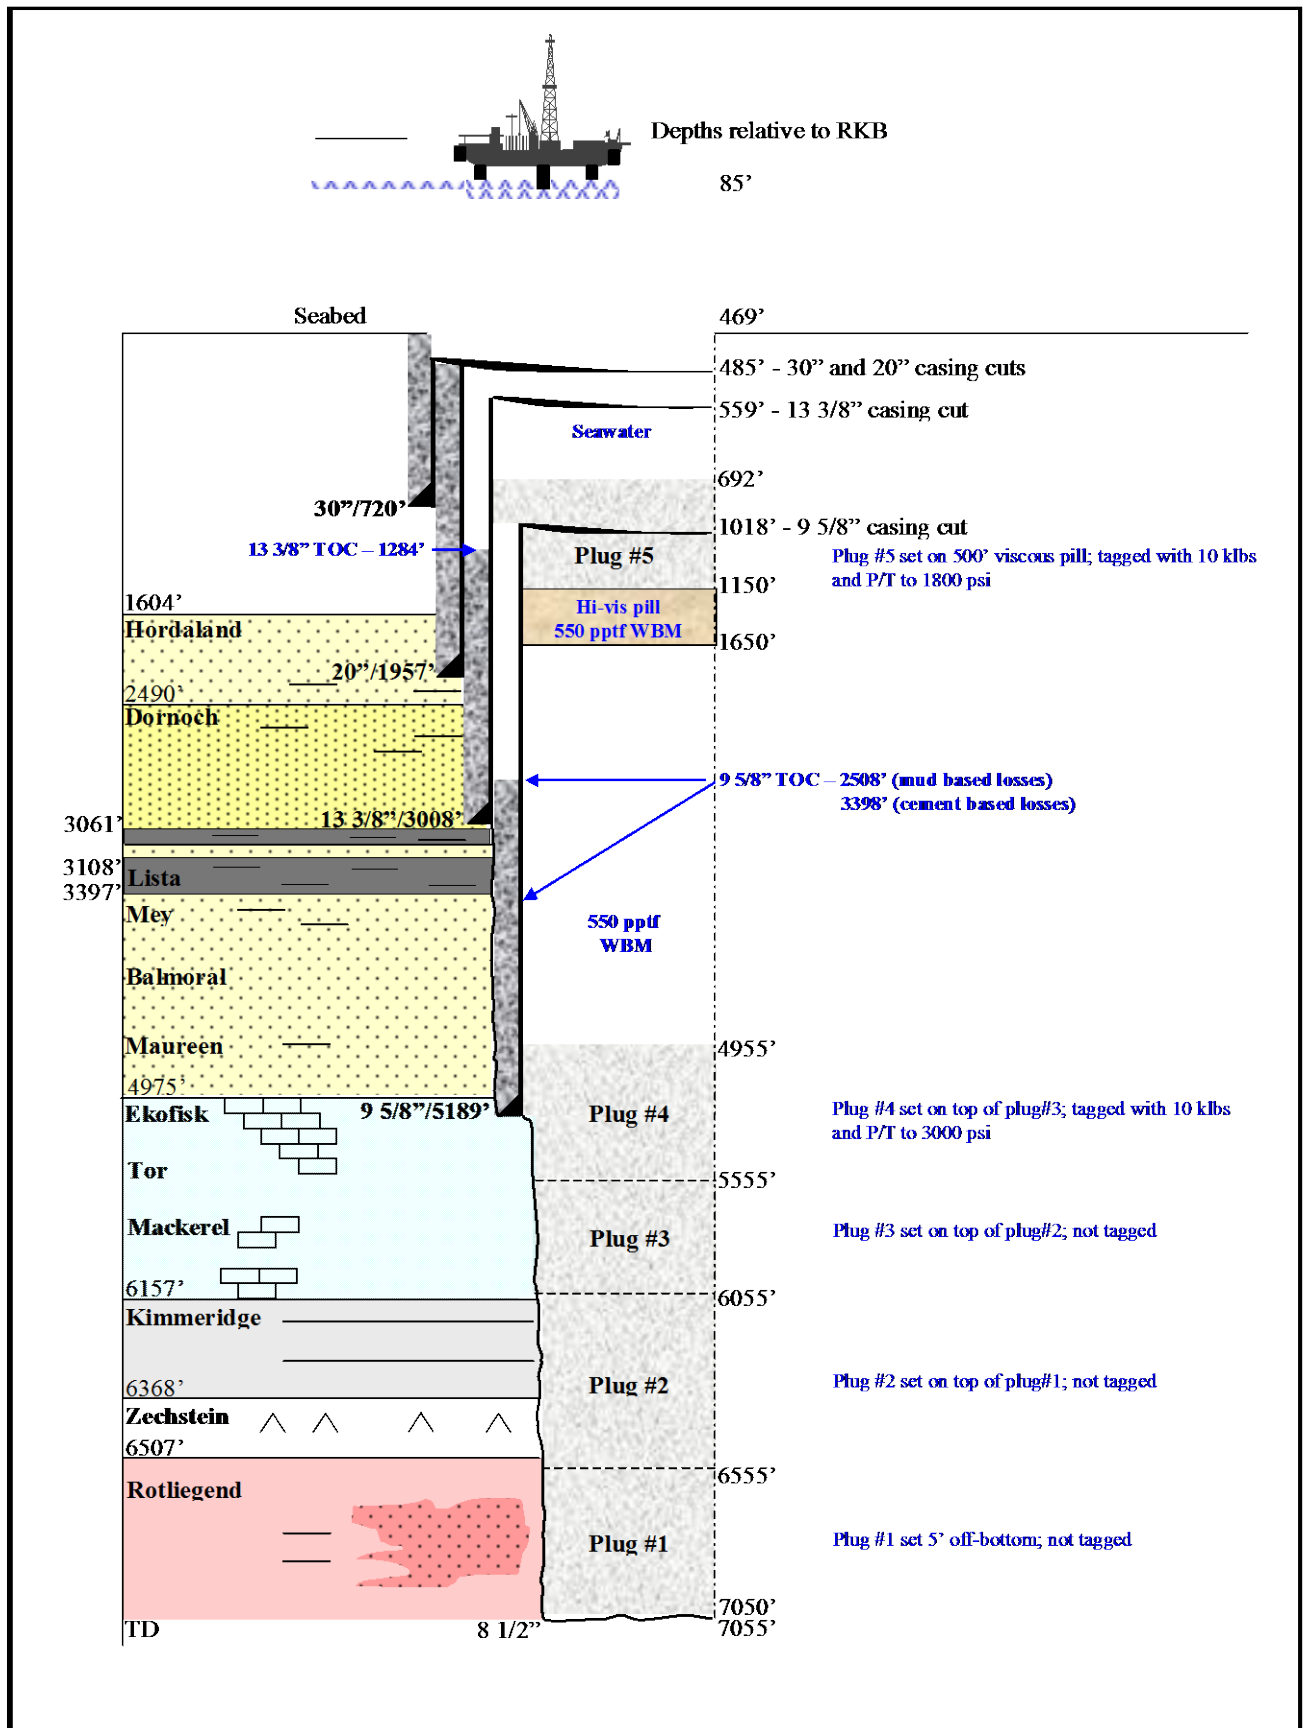 Depths relative to RKB
85’
Seabed
469’
485’ - 30” and 20” casing cuts
559’ - 13 3/8” casing cut
Seawater
692’
30”/720’
1018’ - 9 5/8” casing cut
13 3/8” TOC – 1284’
Plug #5
Plug #5 set on 500’ viscous pill; tagged with 10 klbs
and P/T to 1800 psi
1150’
1604’
Hi-vis pill
550 pptf WBM
Hordaland
1650’
20”/1957’
2490’
Dornoch
9 5/8” TOC – 2508’ (mud based losses)
3398’ (cement based losses)
3061’
13 3/8”/3008’
3108’
Lista
3397’
Mey
550 pptf
WBM
Balmoral
Maureen
4955’
4975’
Ekofisk
9 5/8”/5189’
Plug #4
Plug #4 set on top of plug#3; tagged with 10 klbs
and P/T to 3000 psi
Tor
5555’
Mackerel
Plug #3
Plug #3 set on top of plug#2; not tagged
6157’
6055’
Kimmeridge
6368’
Plug #2
Plug #2 set on top of plug#1; not tagged
Zechstein
6507’
6555’
Rotliegend
Plug #1
Plug #1 set 5’ off-bottom; not tagged
7050’
TD
8 1/2”
7055’